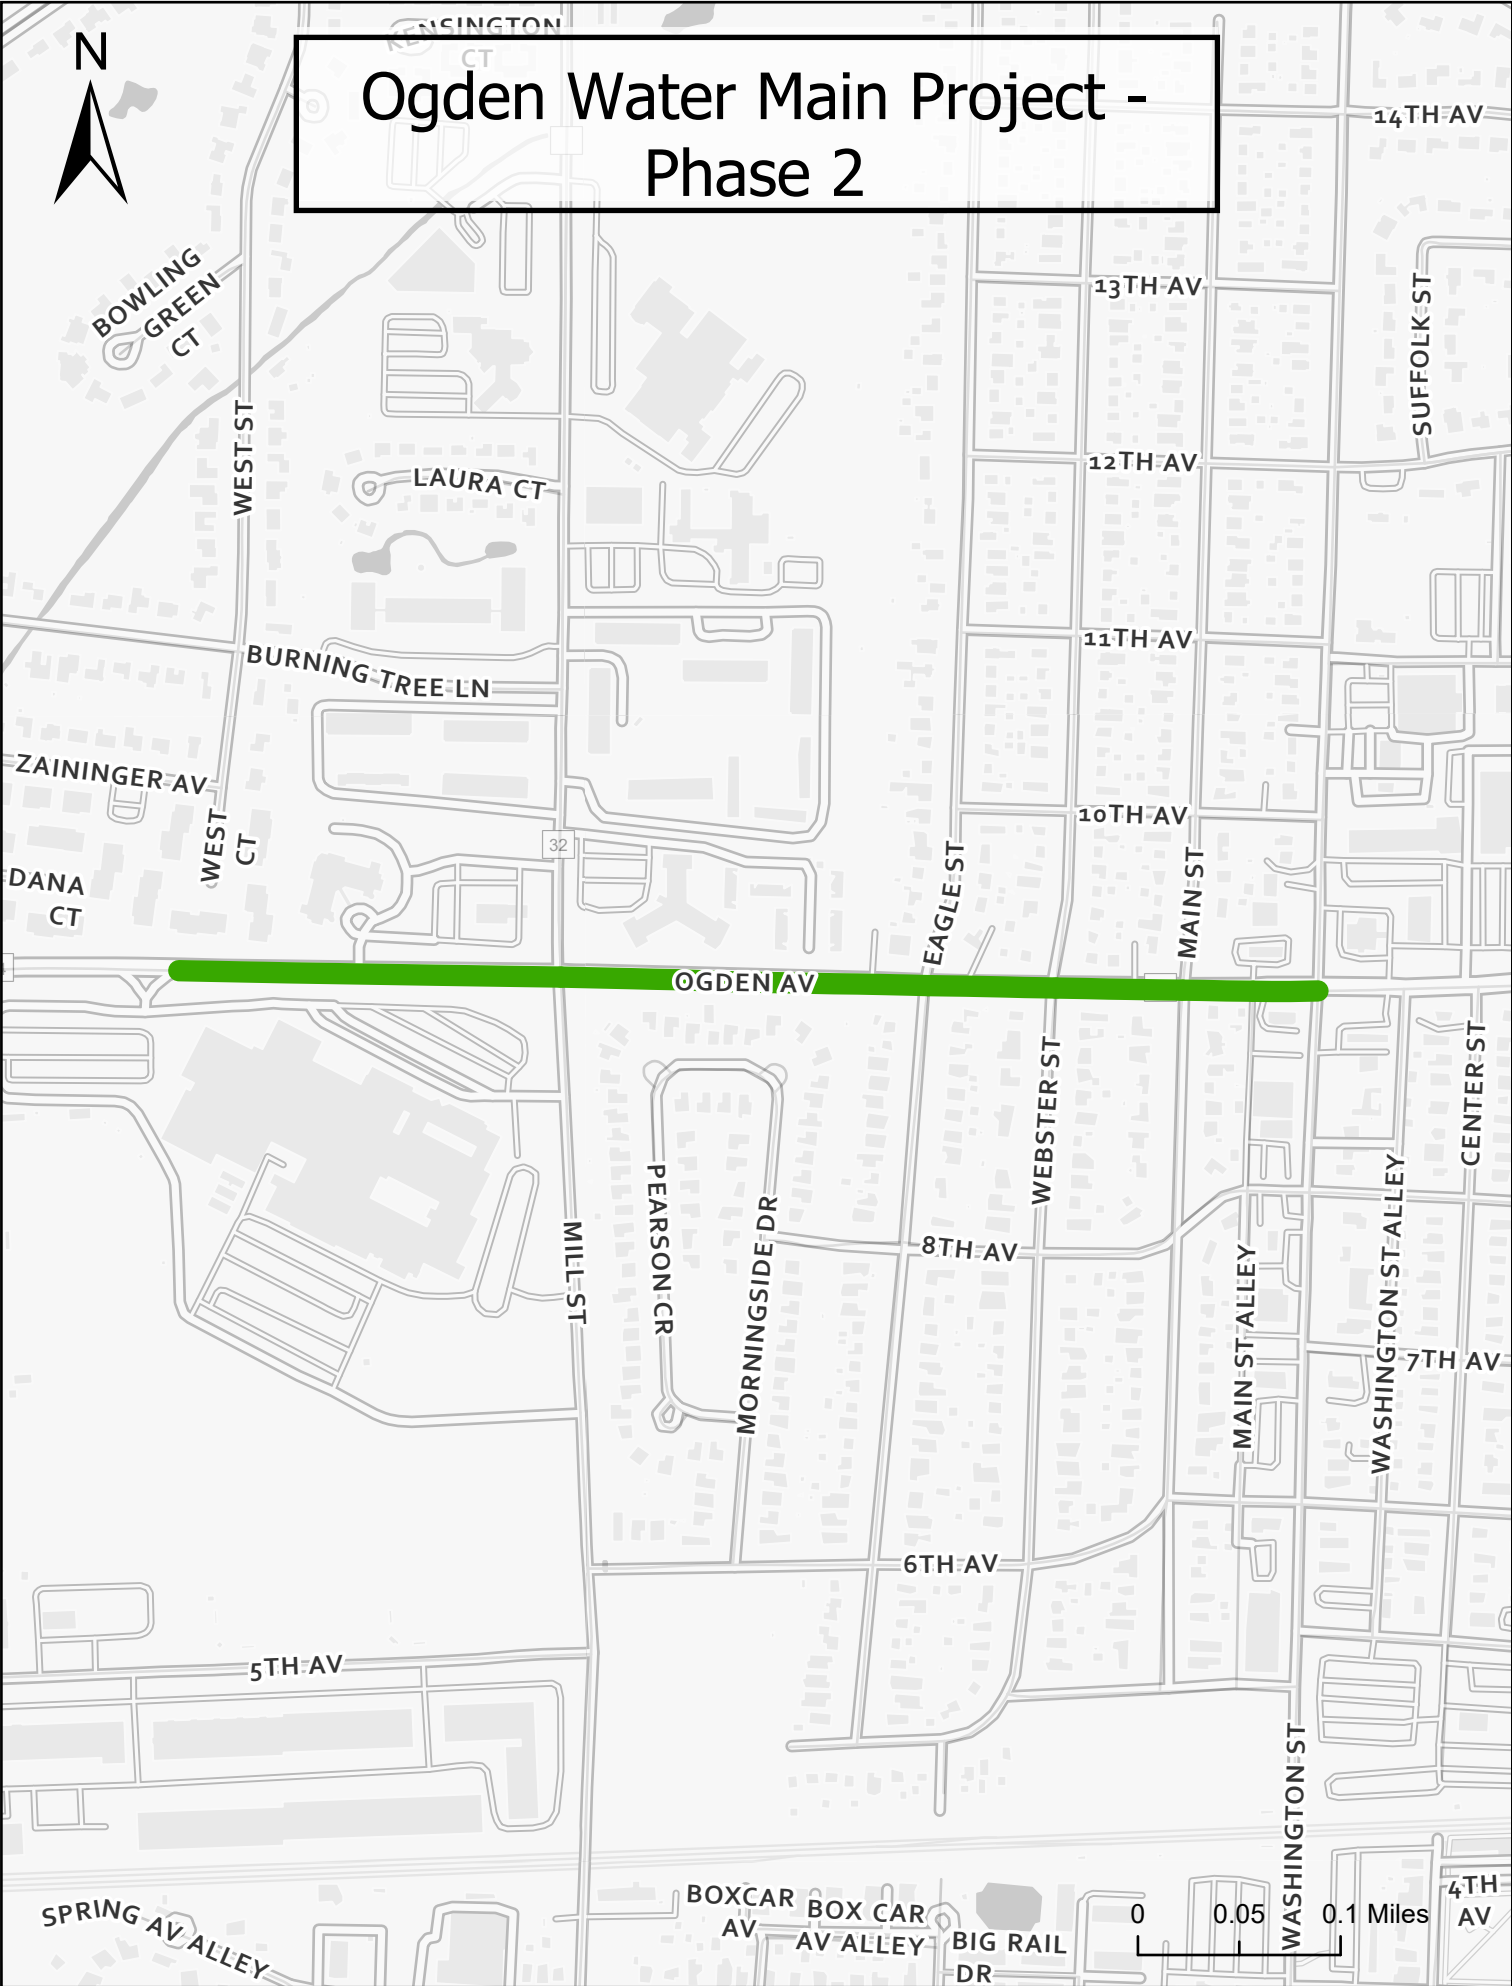 KENSINGTON
CT
N
Ogden Water Main Project -
Phase 2
14TH AV
BOWLING
GREEN
CT
13TH AV
SUFFOLK ST
WEST ST
12TH AV
LAURA CT
11TH AV
BURNING TREE LN
ZAININGER AV
10TH AV
WEST
CT
32
EAGLE ST
MAIN ST
DANA
CT
OGDEN AV
WEBSTER ST
CENTER ST
PEARSON CR
MORNINGSIDE DR
MILL ST
8TH AV
MAIN ST ALLEY
WASHINGTON ST ALLEY
7TH AV
6TH AV
5TH AV
WASHINGTON ST
SPRING AV ALLEY
BOXCAR
AV
BOX CAR
AV ALLEY
BIG RAIL
DR
4TH
AV
0 0.05 0.1 Miles